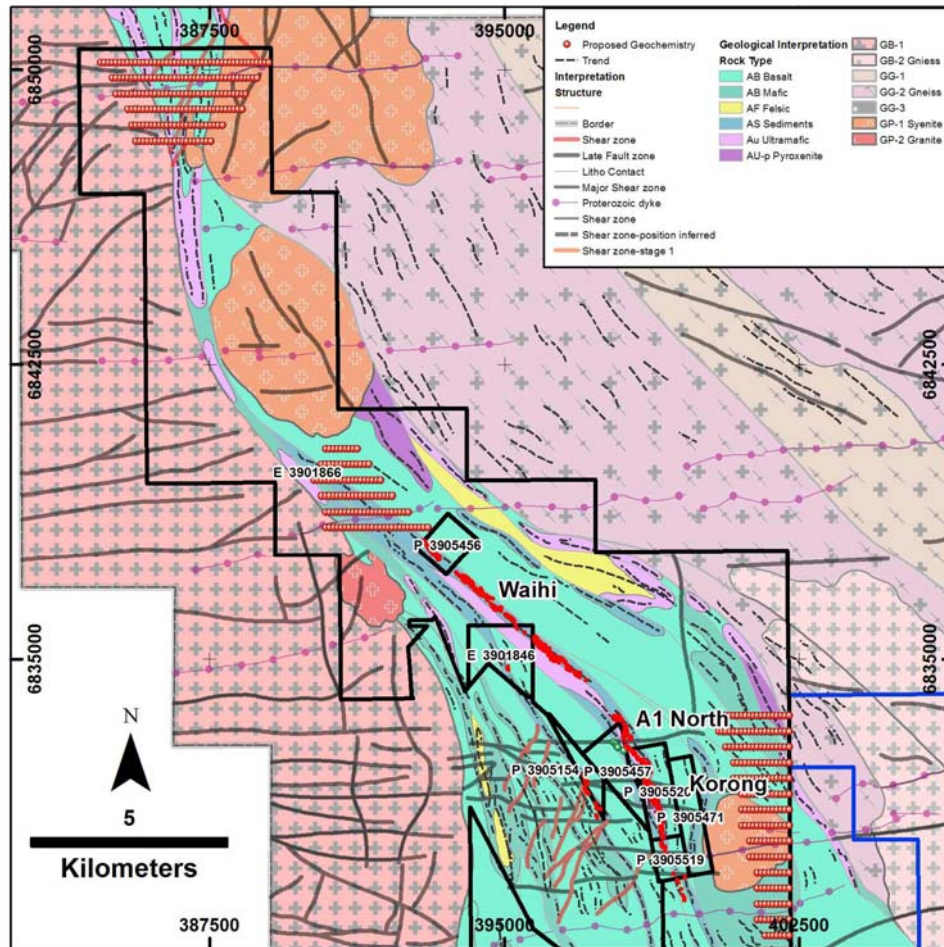 387500
395000
6850000
6850000
Legend
Proposed Geochemistry
Trend
Interpretation
Structure
Border
Shear zone
Late Fault zone
Litho Contact
Major Shear zone
Proterozoic dyke
Shear zone
Shear zone-position inferred
Shear zone-stage 1
Geological Interpretation
Rock Type
AB Basalt
AB Mafic
AF Felsic
AS Sediments
Au Ultramafic
AU-p Pyroxenite
GB-1
GB-2 Gniess
GG-1
GG-2 Gneiss
GG-3
GP-1 Syenite
GP-2 Granite
6842500
6842500
E 3901866
P 3905456
Waihi
6835000
6835000
E 3901846
A1 North
P 3905154
P 3905457
Korong
P 3905520
P 3905471
P 3905519
N
5
Kilometers
387500
395000
402500